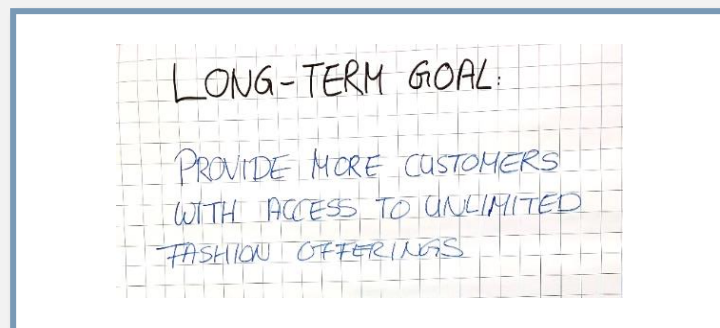 LONG-TERM GOAL:
PROVIDE MORE CUSTOMERS
WITH ACCESS TO UNLIMITED
FASHION OFFERINGS